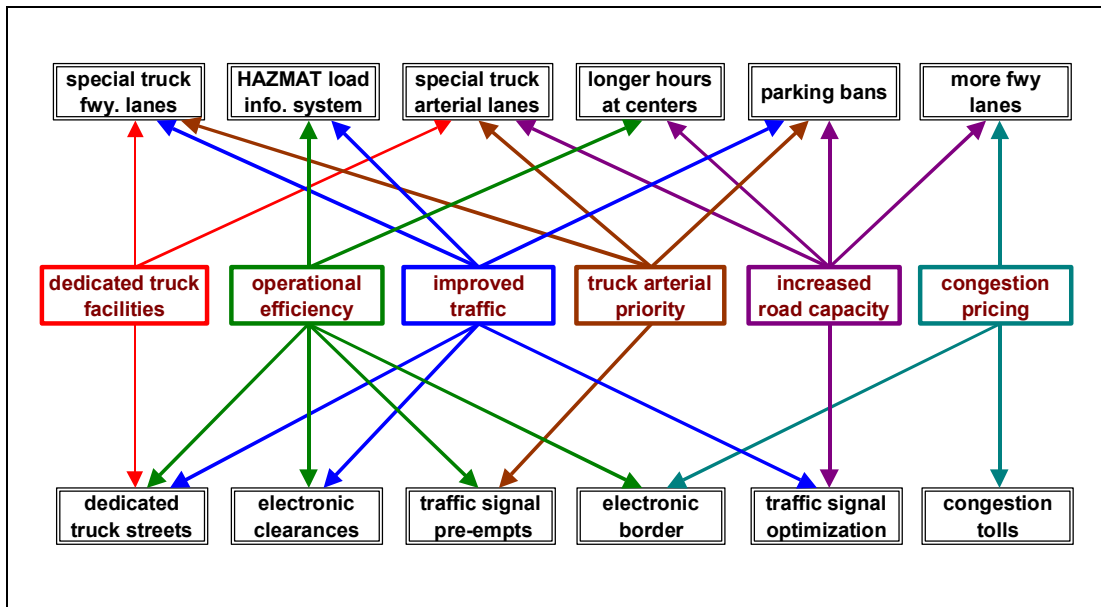 special truck
fwy. lanes
HAZMAT load
info. system
special truck
arterial lanes
longer hours
at centers
parking bans
more fwy
lanes
dedicated truck
facilities
operational
efficiency
improved
traffic
truck arterial
priority
increased
road capacity
congestion
pricing
dedicated
truck streets
electronic
clearances
traffic signal
pre-empts
electronic
border
traffic signal
optimization
congestion
tolls